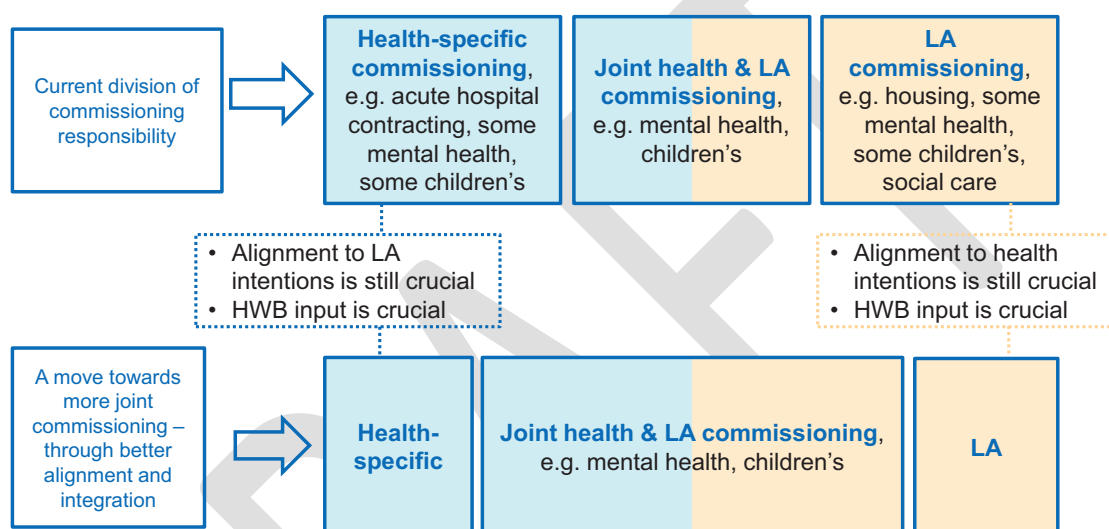 Current division of
commissioning
responsibility
Health-specific
commissioning,
e.g. acute hospital
contracting, some
mental health,
some children’s
Joint health & LA
commissioning,
e.g. mental health,
children’s
LA
commissioning,
e.g. housing, some
mental health,
some children’s,
social care
• Alignment to LA
intentions is still crucial
• HWB input is crucial
• Alignment to health
intentions is still crucial
• HWB input is crucial
A move towards
more joint
commissioning –
through better
alignment and
integration
Health-
specific
Joint health & LA commissioning,
e.g. mental health, children’s
LA